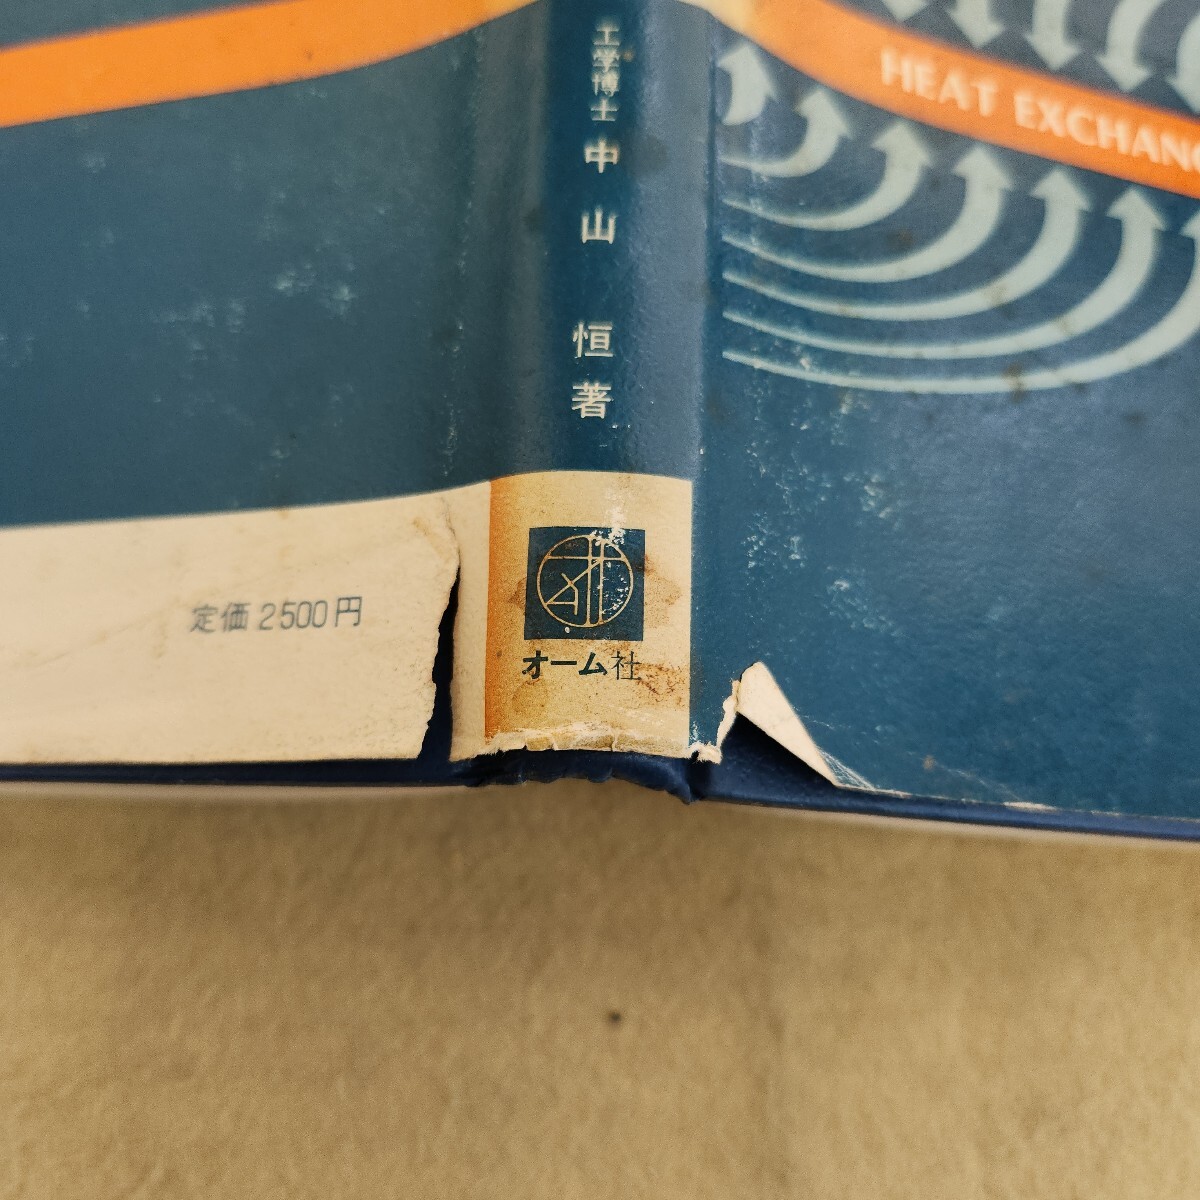 工学博士 中山 恒著
HEAT EXCHANG
定価2500円
オーム社